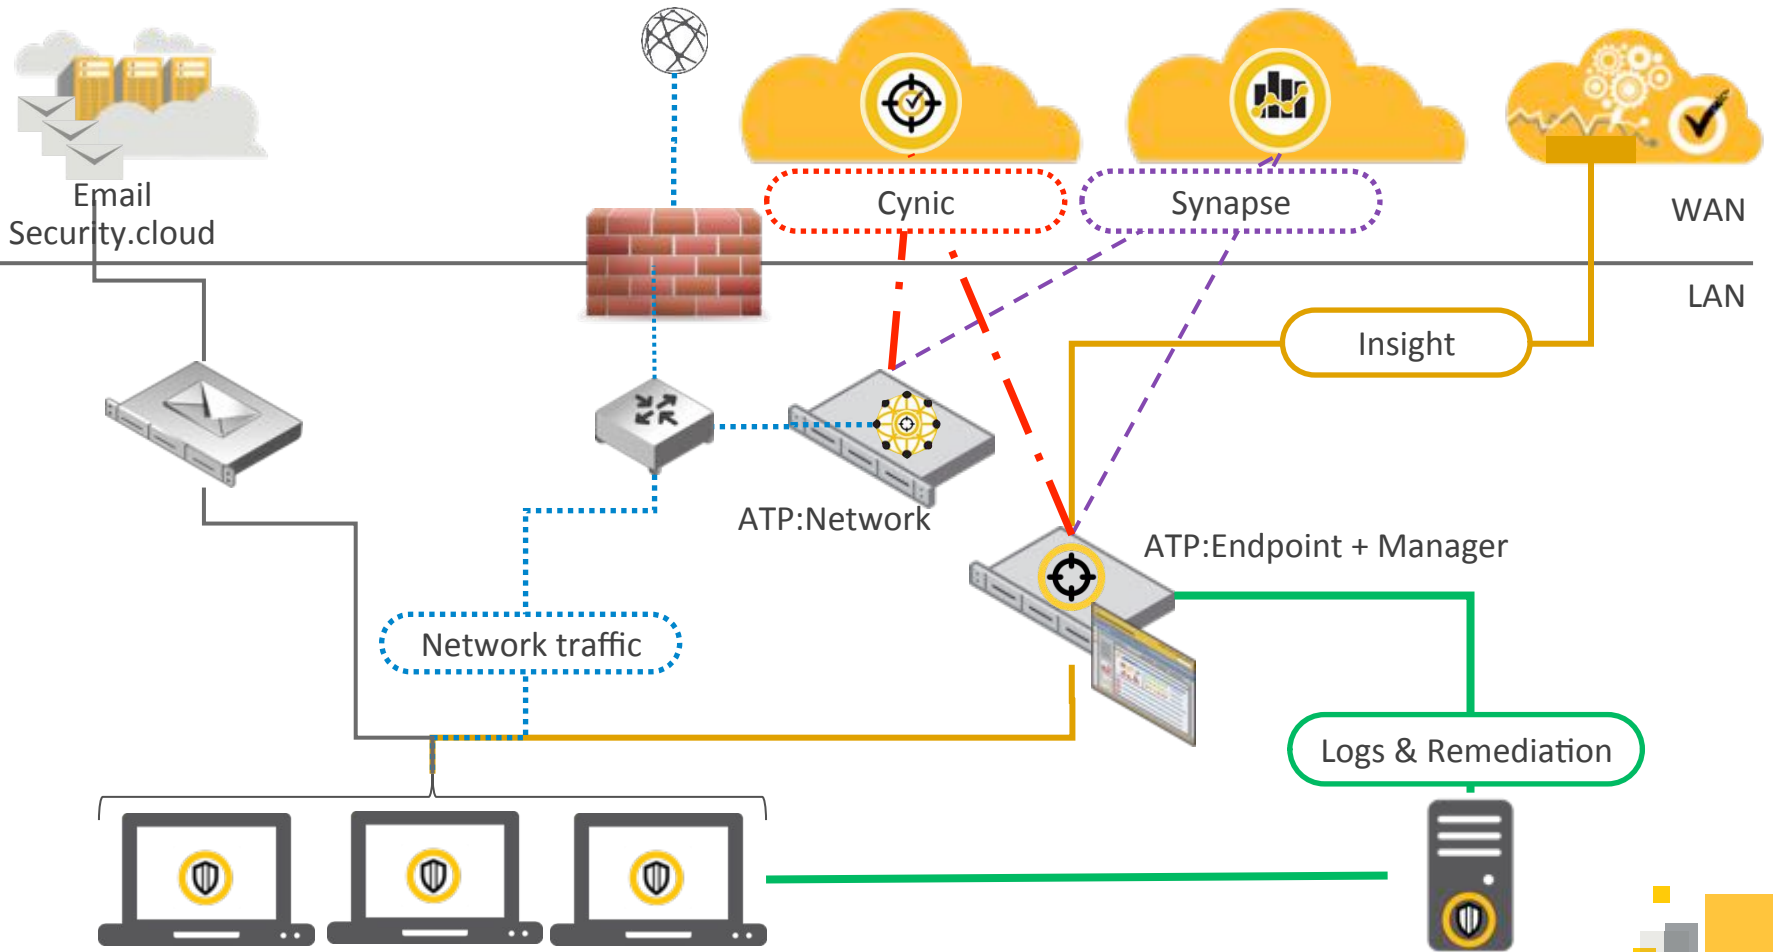 Email
Security.cloud
Cynic
Synapse
WAN
LAN
Insight
ATP:Network
ATP:Endpoint + Manager
Network traffic
Logs & Remediation